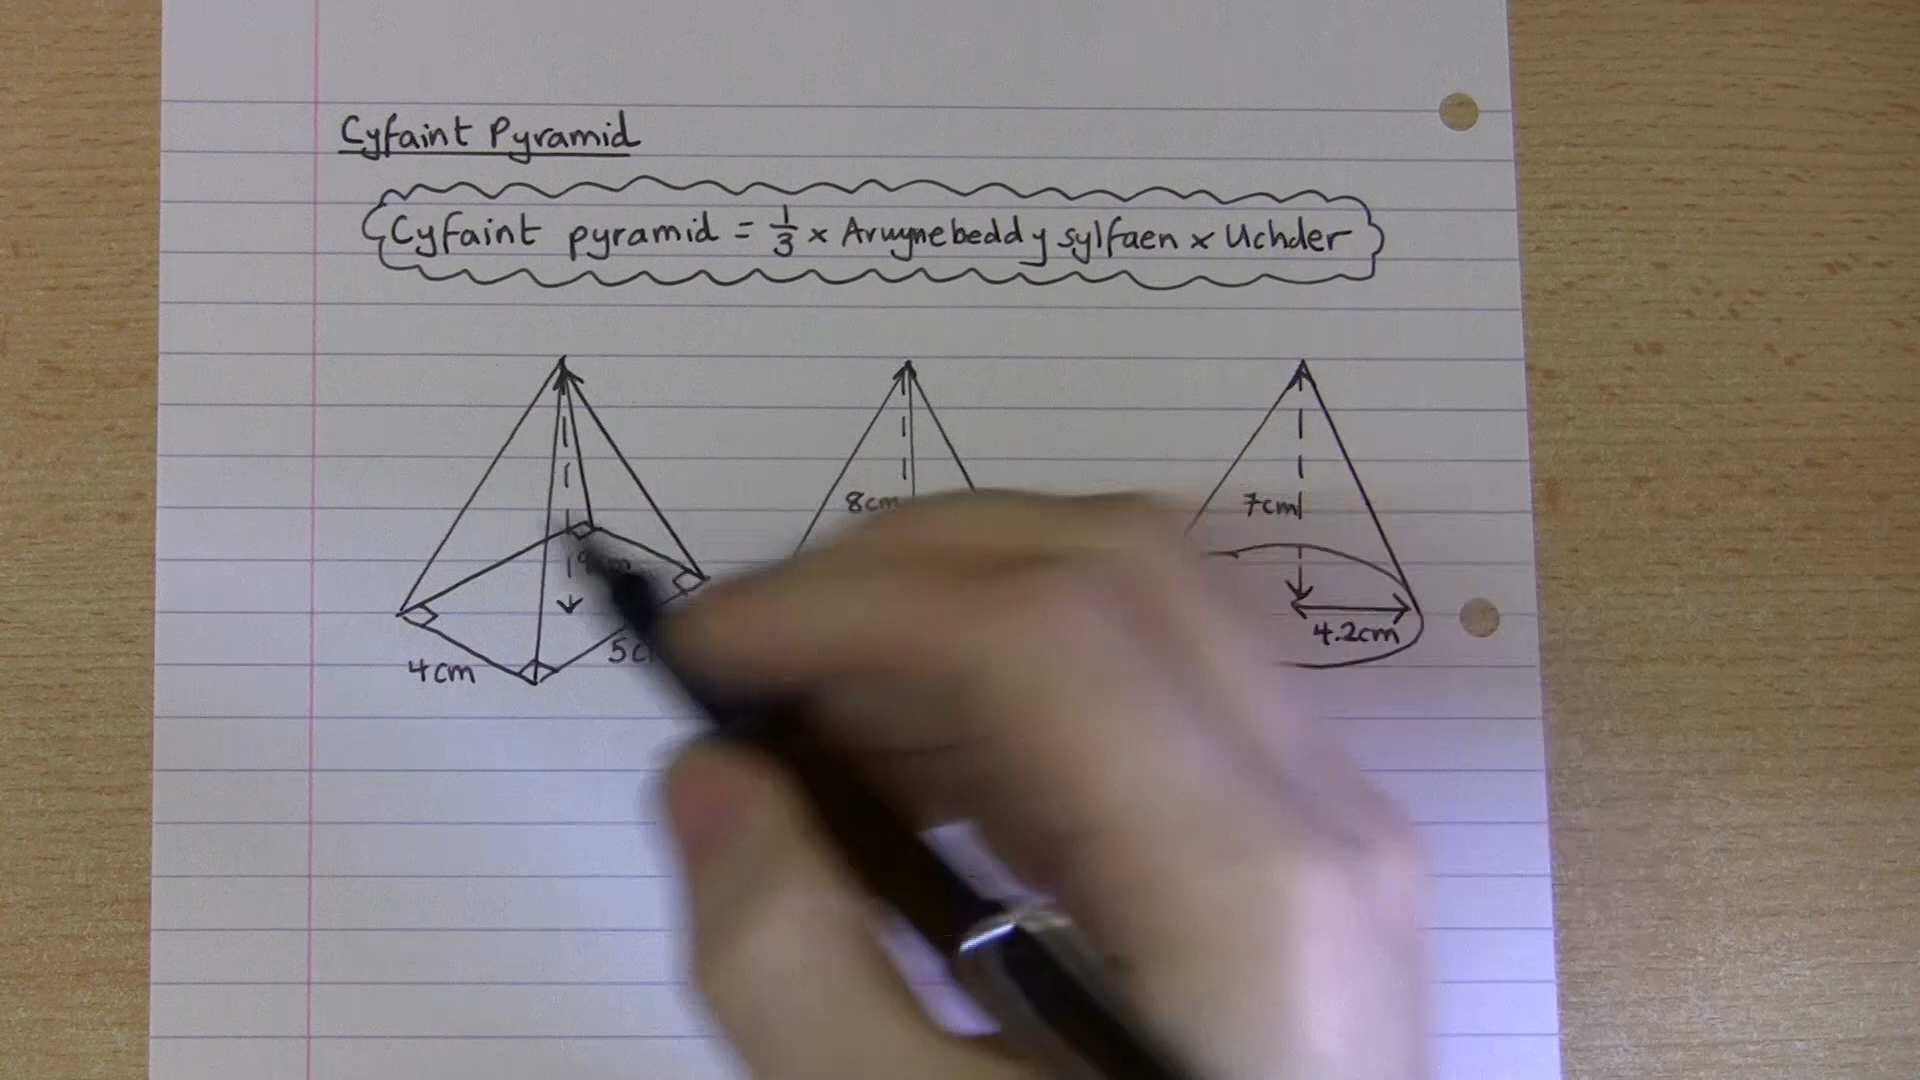 Cyfaint Pyramid
Cyfaint pyramid = 1/3 × Arwynebedd y sylfaen × Uchder
8cm
7cm
4cm
4.2cm